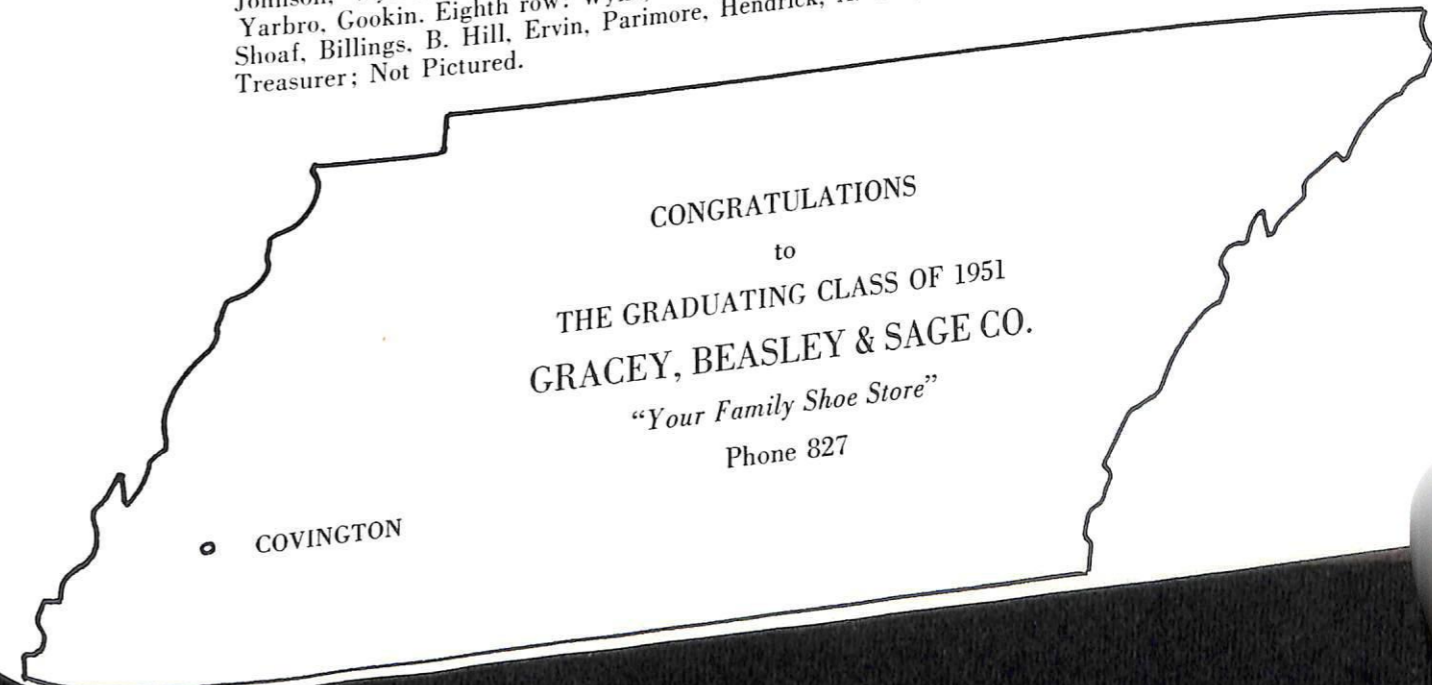 Yarbro, Gookin. Eighth row:
Shoaf, Billings, B. Hill, Ervin, Parimore, Hendrick,
Treasurer; Not Pictured.
CONGRATULATIONS
to
THE GRADUATING CLASS OF 1951
GRACEY, BEASLEY & SAGE CO.
“Your Family Shoe Store”
Phone 827
COVINGTON